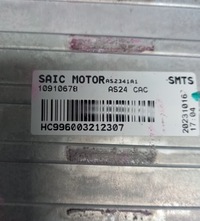 SAIC MOTOR AS2341A1 SMTS
10910678 AS24 CAC
HC996003212307
20231016
17:04